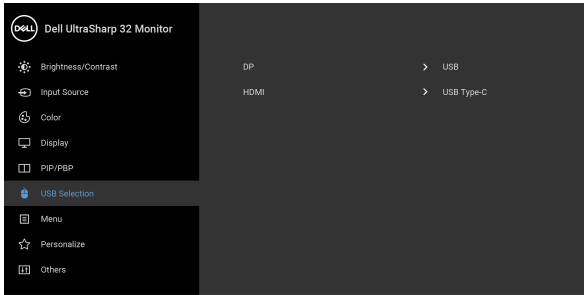 DELL
Dell UltraSharp 32 Monitor
Brightness/Contrast
Input Source
Color
Display
PIP/PBP
USB Selection
Menu
Personalize
Others
DP > USB
HDMI > USB Type-C